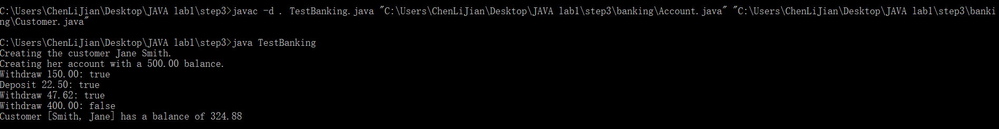 C:\Users\ChenLiJian\Desktop\JAVA lab1\step3>javac -d . TestBanking.java "C:\Users\ChenLiJian\Desktop\JAVA lab1\step3\banking\Account.java" "C:\Users\ChenLiJian\Desktop\JAVA lab1\step3\banki
ng\Customer.java"
C:\Users\ChenLiJian\Desktop\JAVA lab1\step3>java TestBanking
Creating the customer Jane Smith.
Creating her account with a 500.00 balance.
Withdraw 150.00: true
Deposit 22.50: true
Withdraw 47.62: true
Withdraw 400.00: false
Customer [Smith, Jane] has a balance of 324.88